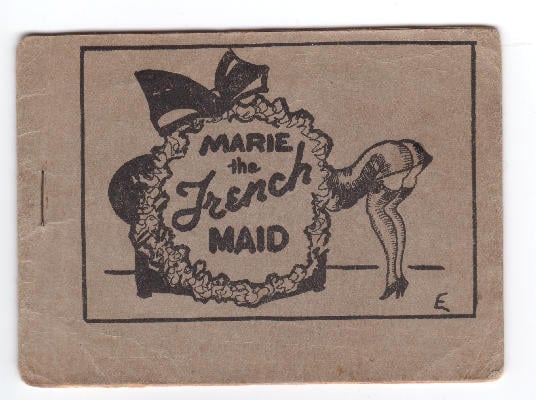 MARIE
the
French
MAID
E